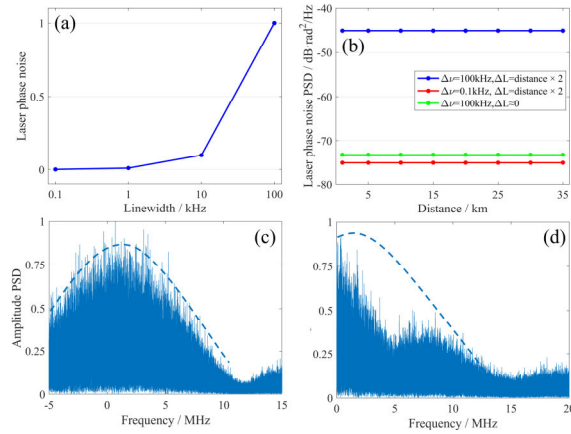 (a)
Laser phase noise
1
0.5
0
0.1
1
10
100
Linewidth / kHz
(b)
Laser phase noise PSD / dB rad²/Hz
-40
-50
-60
-70
-80
Δν=100kHz,ΔL=distance × 2
Δν=0.1kHz, ΔL=distance × 2
Δν=100kHz,ΔL=0
5
10
15
20
25
30
35
Distance / km
(c)
Amplitude PSD
1
0.75
0.5
0.25
0
-5
0
5
10
15
Frequency / MHz
(d)
1
0.75
0.5
0.25
0
0
5
10
15
20
Frequency / MHz